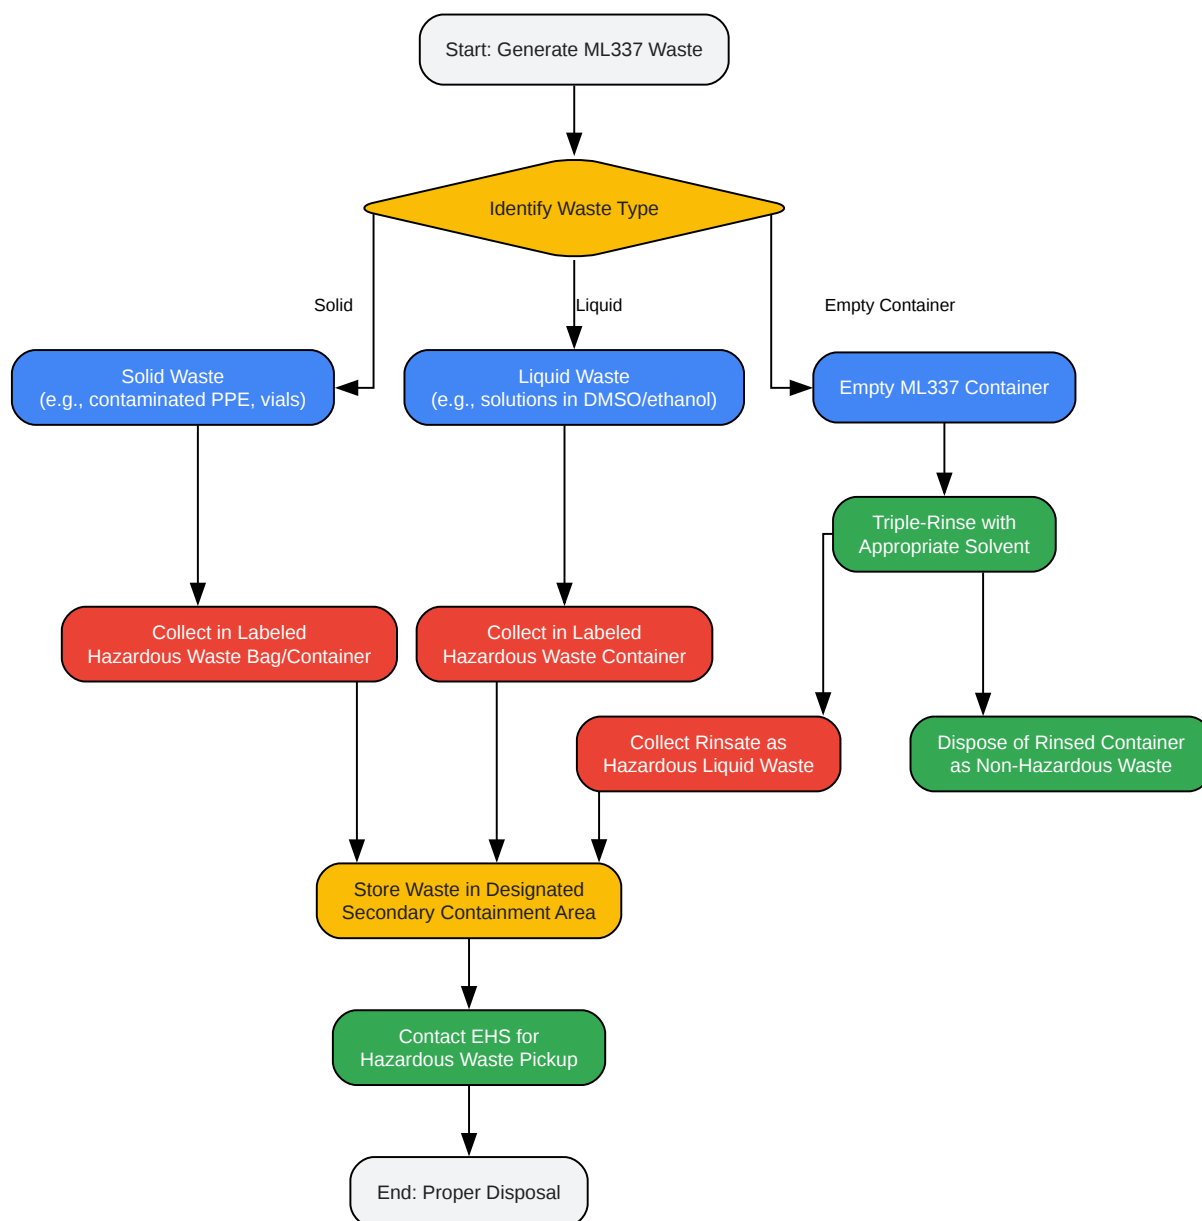 Start: Generate ML337 Waste
Identify Waste Type
Solid
Liquid
Empty Container
Solid Waste
(e.g., contaminated PPE, vials)
Liquid Waste
(e.g., solutions in DMSO/ethanol)
Empty ML337 Container
Triple-Rinse with
Appropriate Solvent
Collect in Labeled
Hazardous Waste Bag/Container
Collect in Labeled
Hazardous Waste Container
Collect Rinsate as
Hazardous Liquid Waste
Dispose of Rinsed Container
as Non-Hazardous Waste
Store Waste in Designated
Secondary Containment Area
Contact EHS for
Hazardous Waste Pickup
End: Proper Disposal